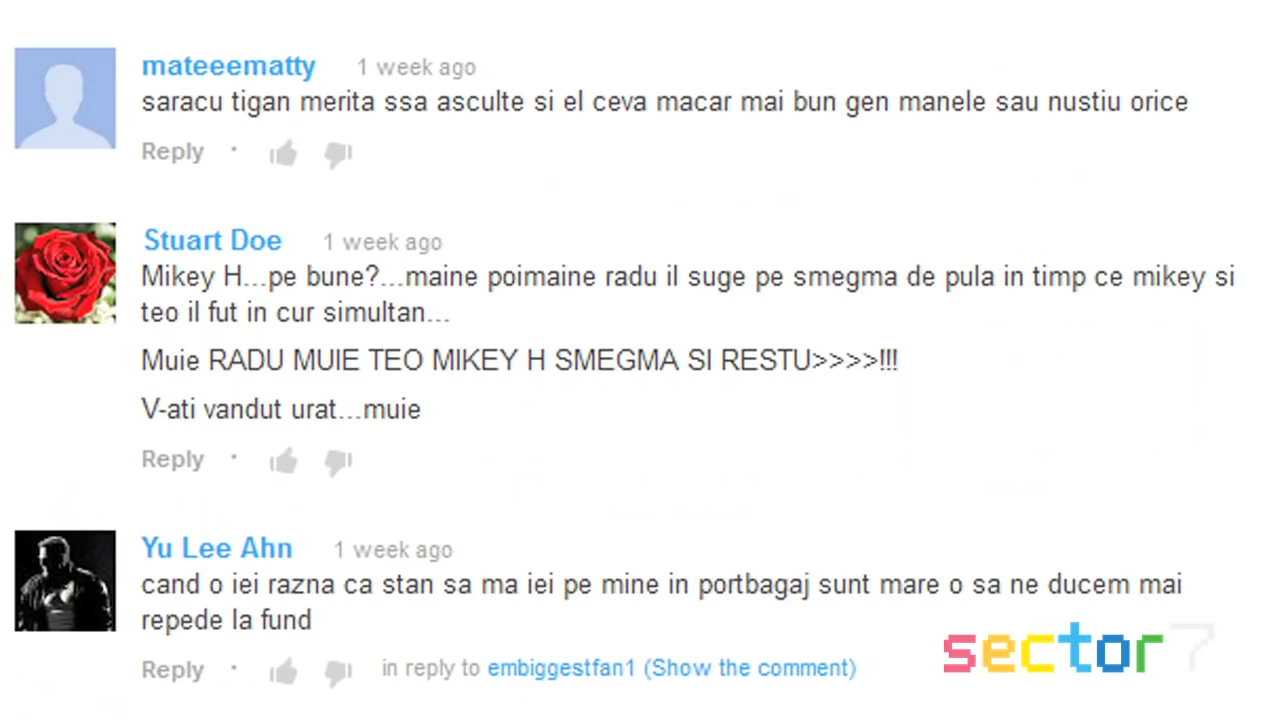 mateeematty 1 week ago
saracu tigan merita ssa asculte si el ceva macar mai bun gen manele sau nustiu orice
Reply ·
Stuart Doe 1 week ago
Mikey H...pe bune?...maine poimaine radu il suge pe smegma de pula in timp ce mikey si
teo il fut in cur simultan...
Muie RADU MUIE TEO MIKEY H SMEGMA SI RESTU>>>>!!!
V-ati vandut urat...muie
Reply ·
Yu Lee Ahn 1 week ago
cand o iei razna ca stan sa ma iei pe mine in portbagaj sunt mare o sa ne ducem mai
repede la fund
Reply · in reply to embiggestfan1 (Show the comment)
sector7